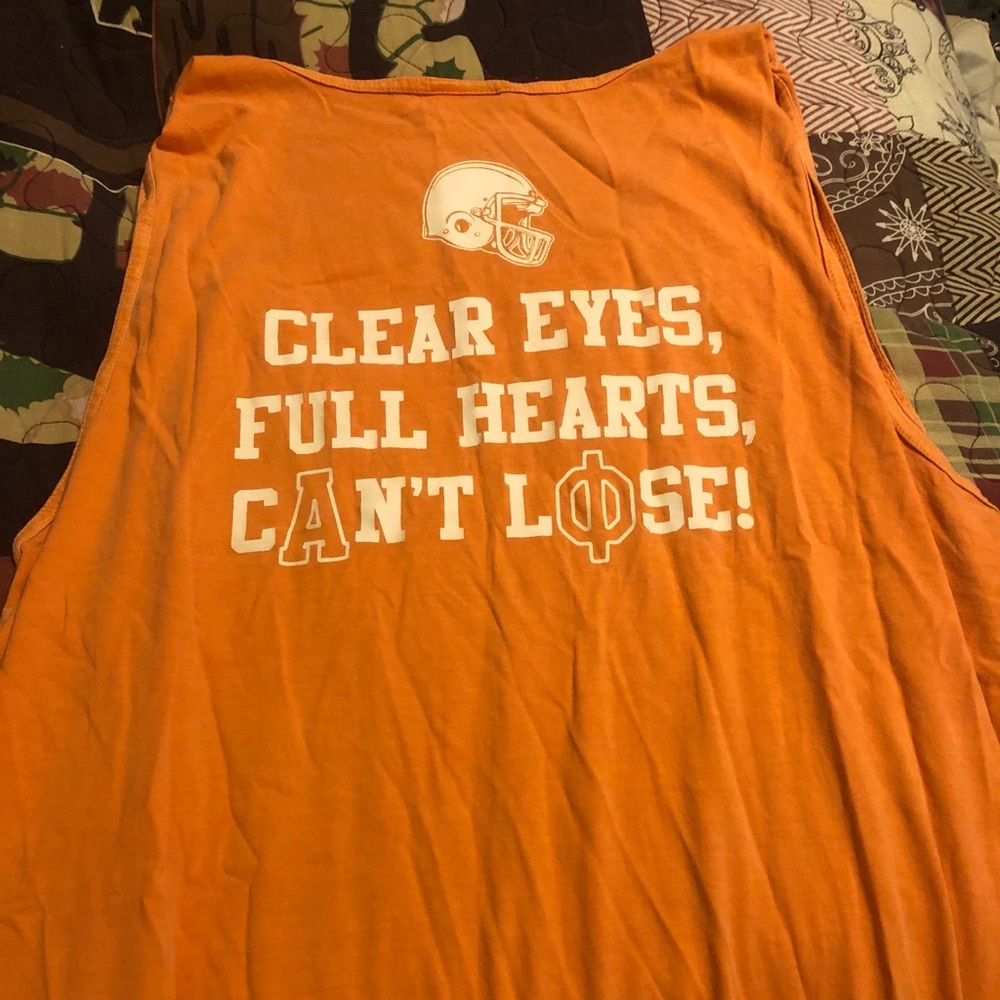 CLEAR EYES,
FULL HEARTS,
CAN'T LΦSE!